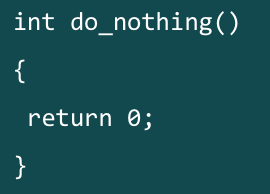 int do_nothing()
{
 return 0;
}